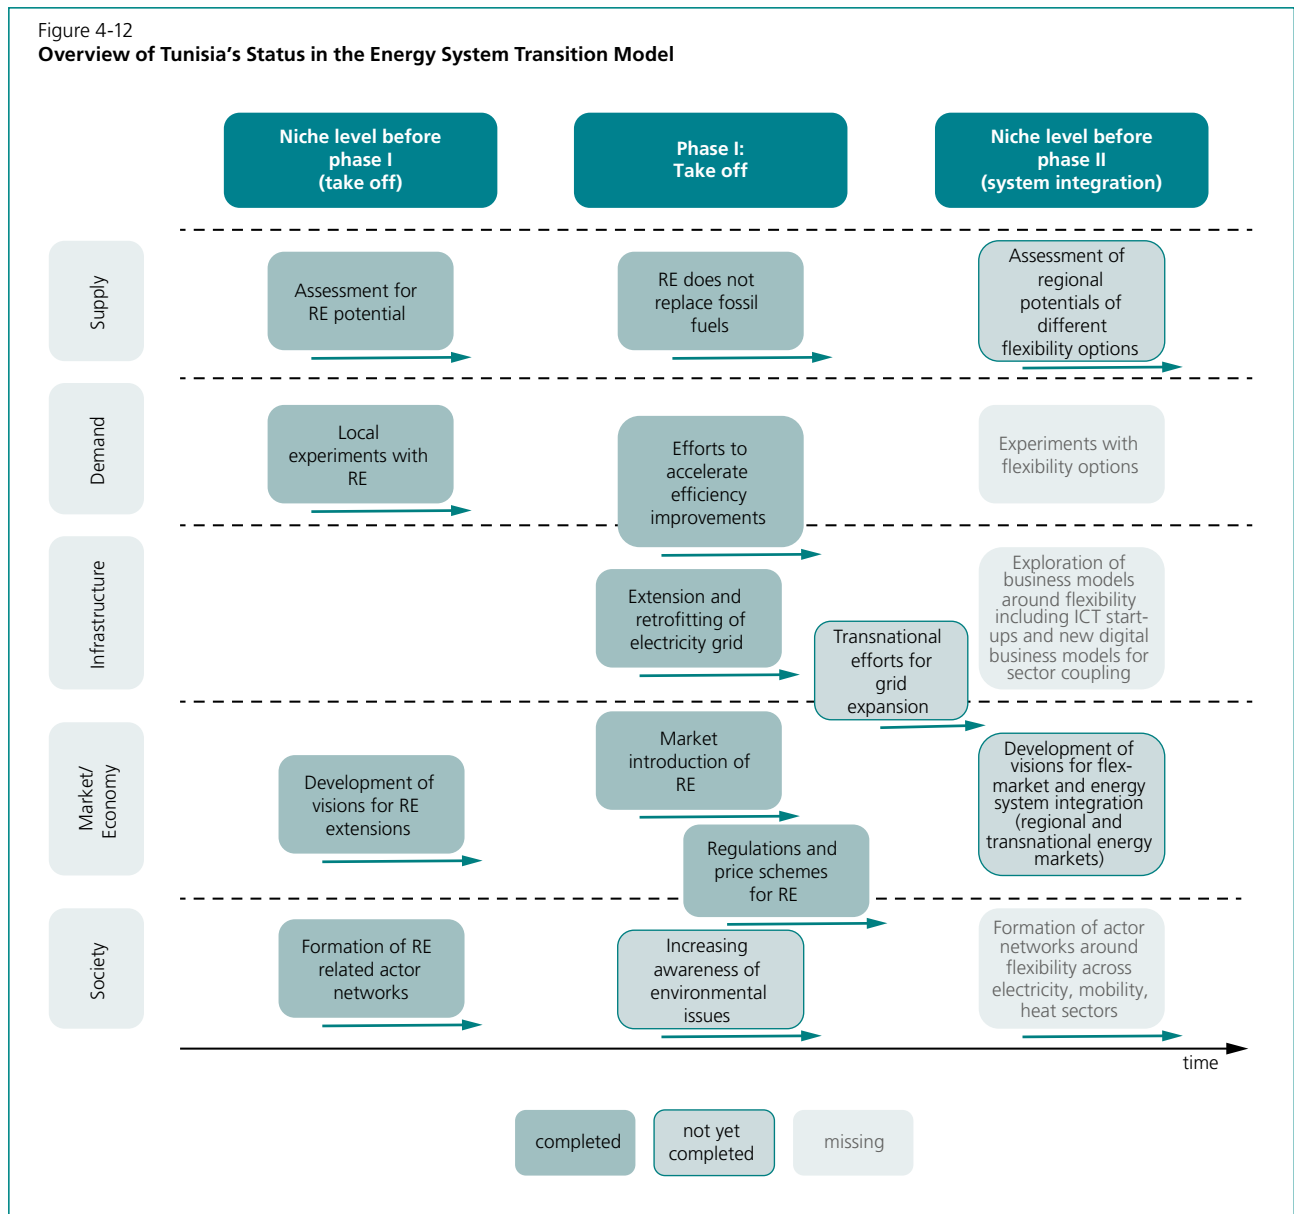 Figure 4-12
Overview of Tunisia's Status in the Energy System Transition Model
Niche level before
phase I
(take off)
Phase I:
Take off
Niche level before
phase II
(system integration)
Supply
Assessment for
RE potential
RE does not
replace fossil
fuels
Assessment of
regional
potentials of
different
flexibility options
Demand
Local
experiments with
RE
Efforts to
accelerate
efficiency
improvements
Experiments with
flexibility options
Infrastructure
Extension and
retrofitting of
electricity grid
Transnational
efforts for
grid
expansion
Exploration of
business models
around flexibility
including ICT start-
ups and new digital
business models for
sector coupling
Market/
Economy
Development of
visions for RE
extensions
Market
introduction of
RE
Regulations and
price schemes
for RE
Development of
visions for flex-
market and energy
system integration
(regional and
transnational energy
markets)
Society
Formation of RE
related actor
networks
Increasing
awareness of
environmental
issues
Formation of actor
networks around
flexibility across
electricity, mobility,
heat sectors
time
completed
not yet
completed
missing